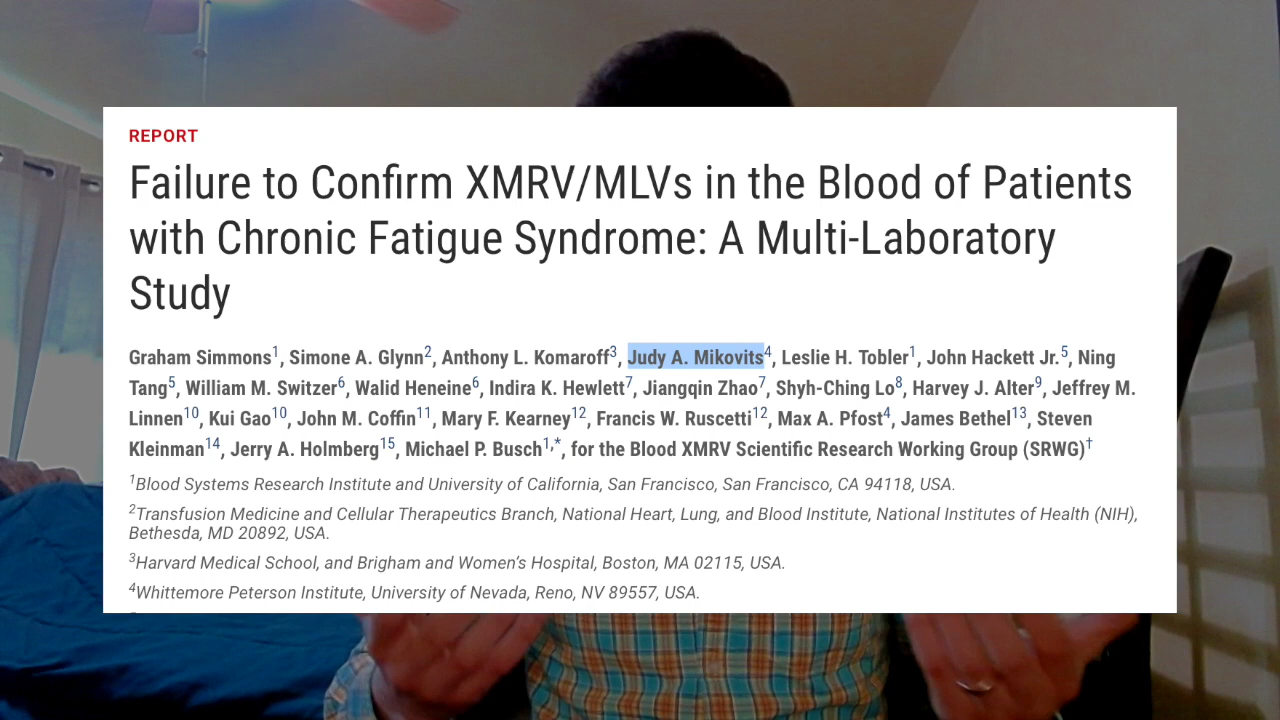 REPORT
Failure to Confirm XMRV/MLVs in the Blood of Patients
with Chronic Fatigue Syndrome: A Multi-Laboratory
Study
Graham Simmons1, Simone A. Glynn2, Anthony L. Komaroff3, Judy A. Mikovits4, Leslie H. Tobler1, John Hackett Jr.5, Ning
Tang5, William M. Switzer6, Walid Heneine6, Indira K. Hewlett7, Jiangqin Zhao7, Shyh-Ching Lo8, Harvey J. Alter9, Jeffrey M.
Linnen10, Kui Gao10, John M. Coffin11, Mary F. Kearney12, Francis W. Ruscetti12, Max A. Pfost4, James Bethel13, Steven
Kleinman14, Jerry A. Holmberg15, Michael P. Busch1,*, for the Blood XMRV Scientific Research Working Group (SRWG)†
1Blood Systems Research Institute and University of California, San Francisco, San Francisco, CA 94118, USA.
2Transfusion Medicine and Cellular Therapeutics Branch, National Heart, Lung, and Blood Institute, National Institutes of Health (NIH),
Bethesda, MD 20892, USA.
3Harvard Medical School, and Brigham and Women's Hospital, Boston, MA 02115, USA.
4Whittemore Peterson Institute, University of Nevada, Reno, NV 89557, USA.